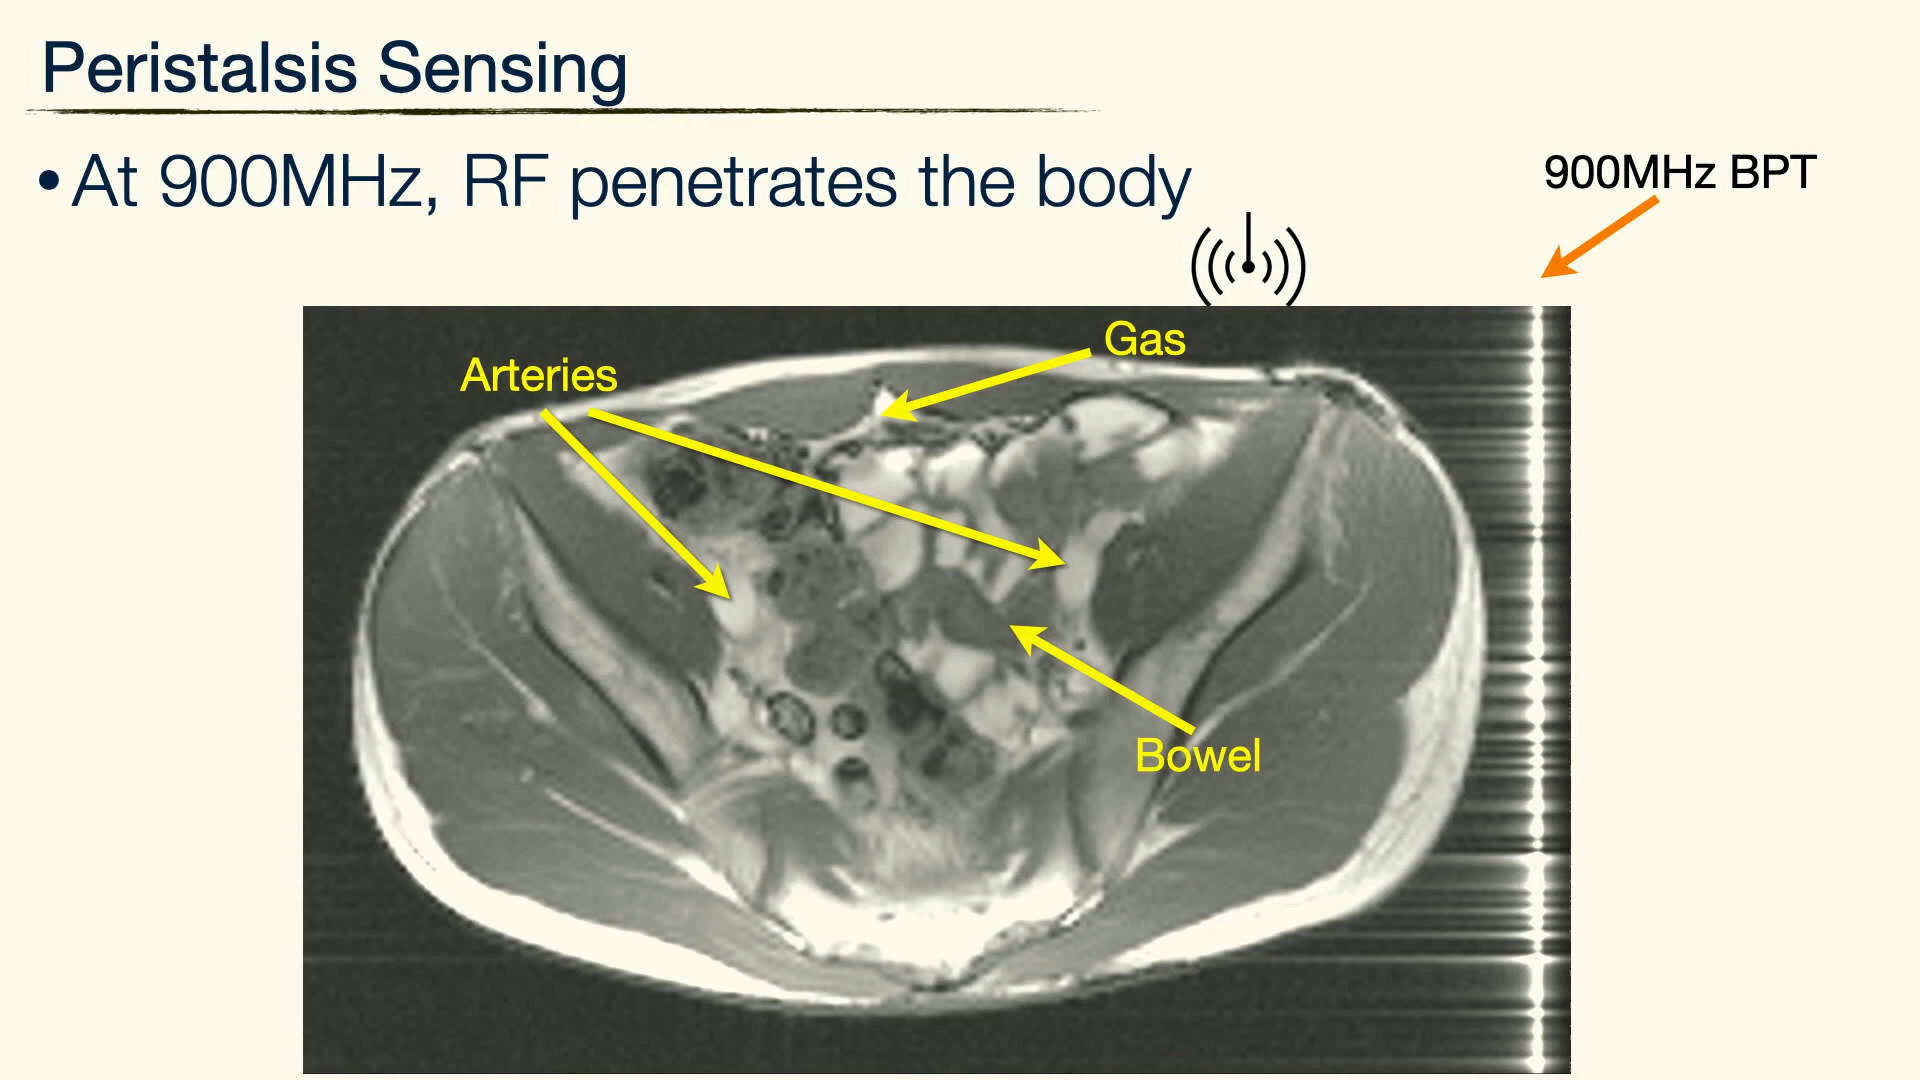 Peristalsis Sensing
• At 900MHz, RF penetrates the body
900MHz BPT
Gas
Arteries
Bowel